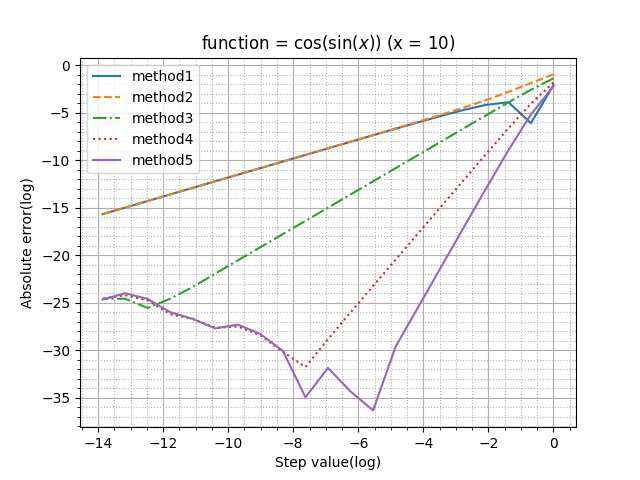 function = cos(sin(x)) (x = 10)
0
−5
−10
−15
−20
−25
−30
−35
Absolute error(log)
method1
method2
method3
method4
method5
−14 −12 −10 −8 −6 −4 −2 0
Step value(log)